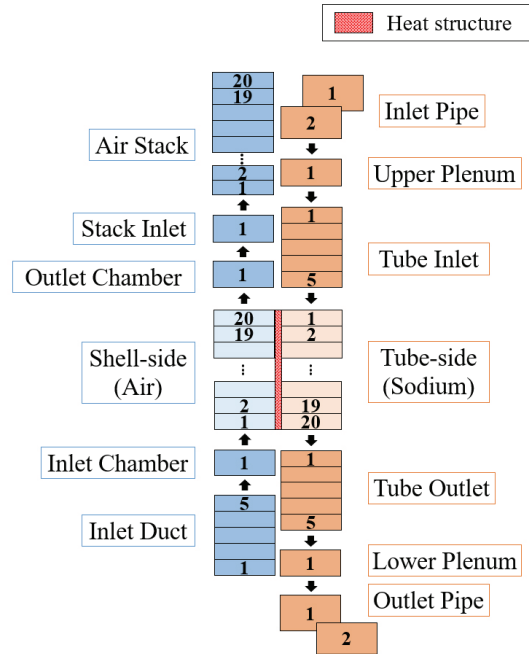 Heat structure
20
19
⋮
2
1
Air Stack
1
Stack Inlet
1
Outlet Chamber
20
19
⋮
2
1
Shell-side
(Air)
1
Inlet Chamber
5
1
Inlet Duct
1
2
Inlet Pipe
1
Upper Plenum
1
5
Tube Inlet
1
2
⋮
19
20
Tube-side
(Sodium)
1
5
Tube Outlet
1
Lower Plenum
1
2
Outlet Pipe